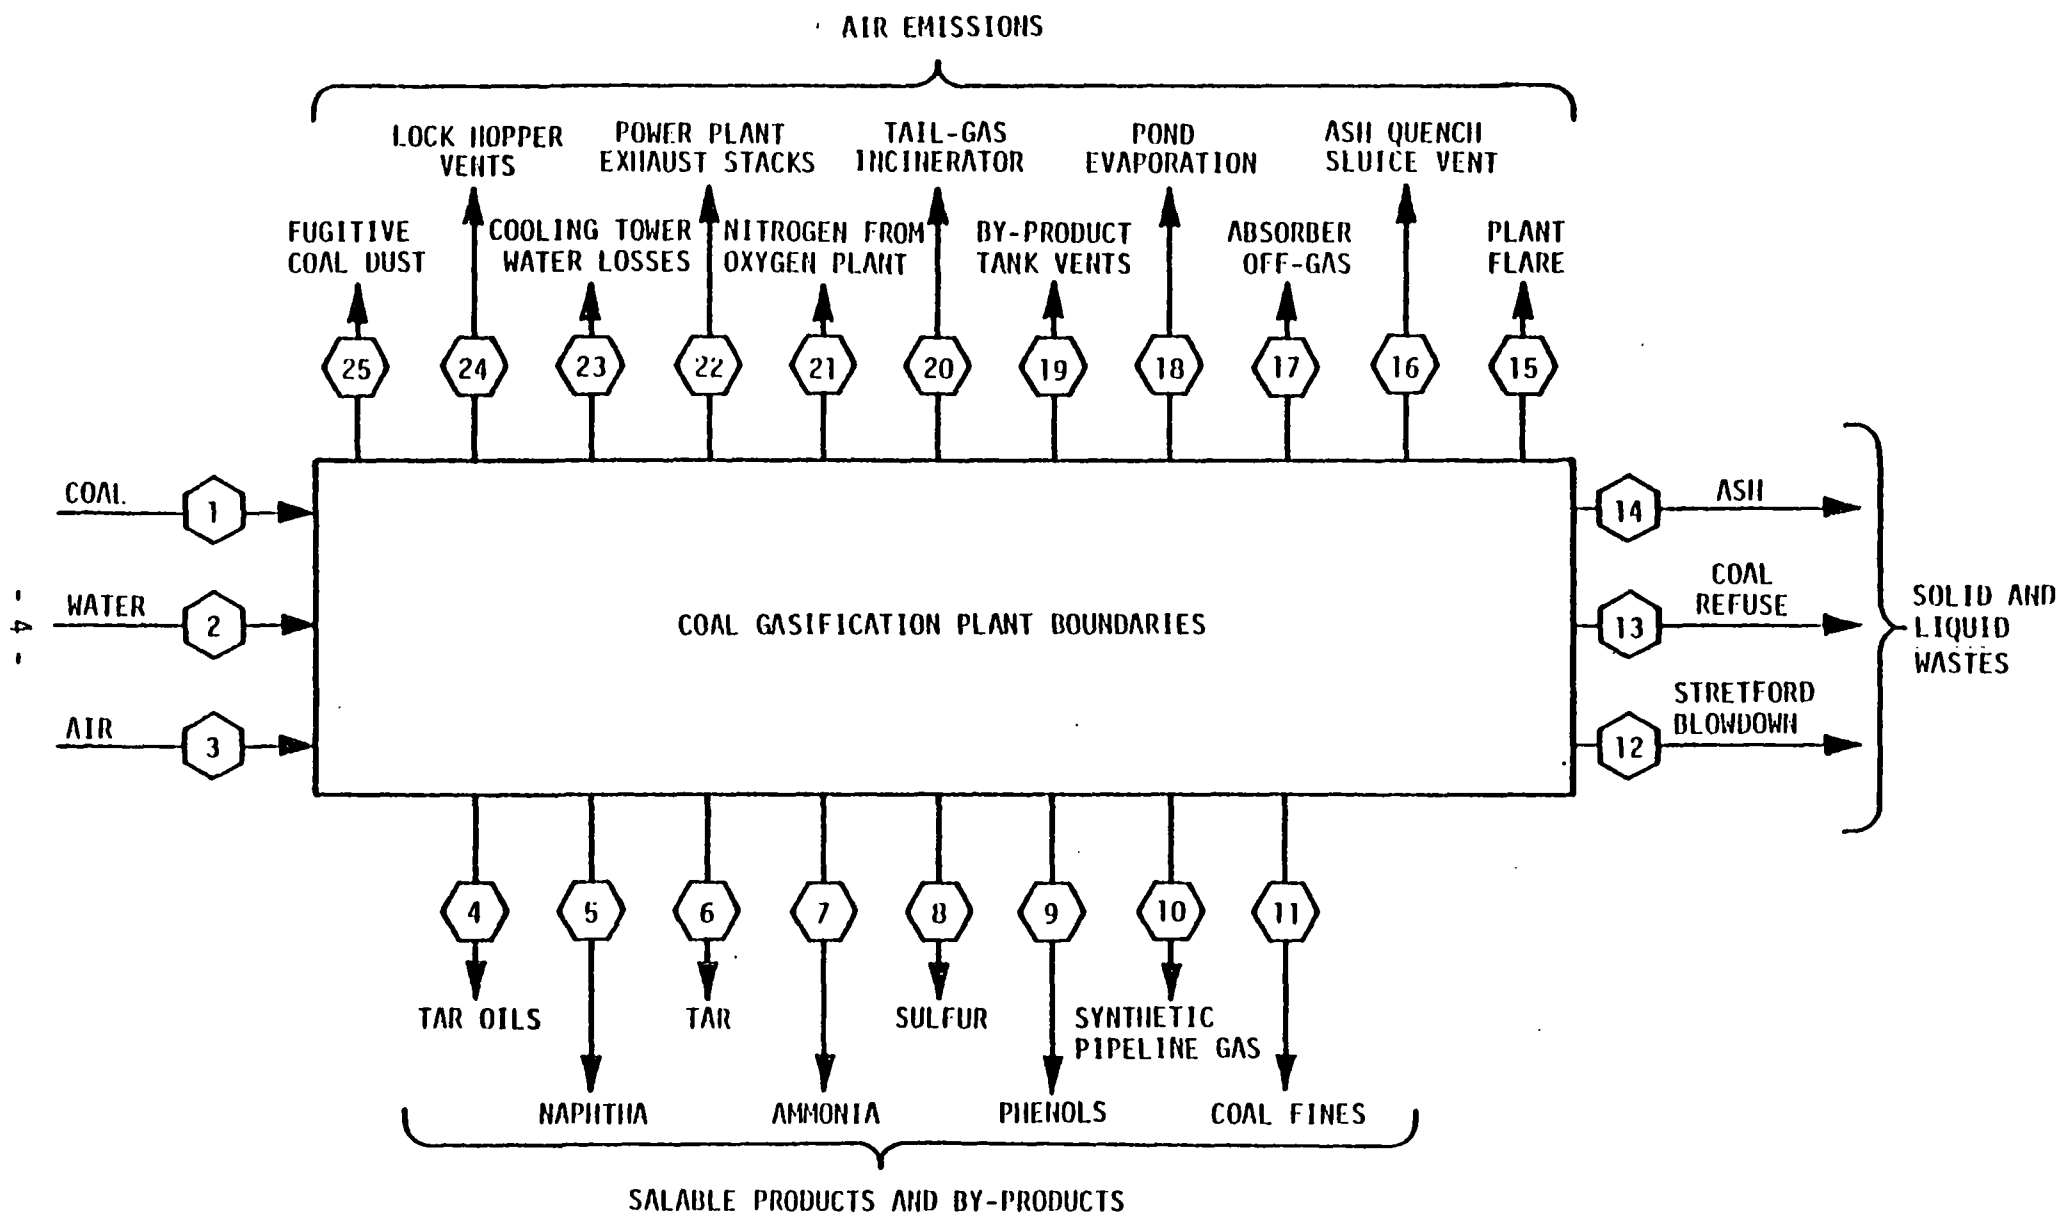 AIR EMISSIONS
LOCK HOPPER
VENTS
POWER PLANT
EXHAUST STACKS
TAIL-GAS
INCINERATOR
POND
EVAPORATION
ASH QUENCH
SLUICE VENT
FUGITIVE
COAL DUST
COOLING TOWER
WATER LOSSES
NITROGEN FROM
OXYGEN PLANT
BY-PRODUCT
TANK VENTS
ABSORBER
OFF-GAS
PLANT
FLARE
25
24
23
22
21
20
19
18
17
16
15
COAL
1
WATER
2
AIR
3
- 4 -
COAL GASIFICATION PLANT BOUNDARIES
14
ASH
13
COAL
REFUSE
12
STRETFORD
BLOWDOWN
SOLID AND
LIQUID
WASTES
4
5
6
7
8
9
10
11
TAR OILS
TAR
SULFUR
SYNTHETIC
PIPELINE GAS
NAPHTHA
AMMONIA
PHENOLS
COAL FINES
SALABLE PRODUCTS AND BY-PRODUCTS